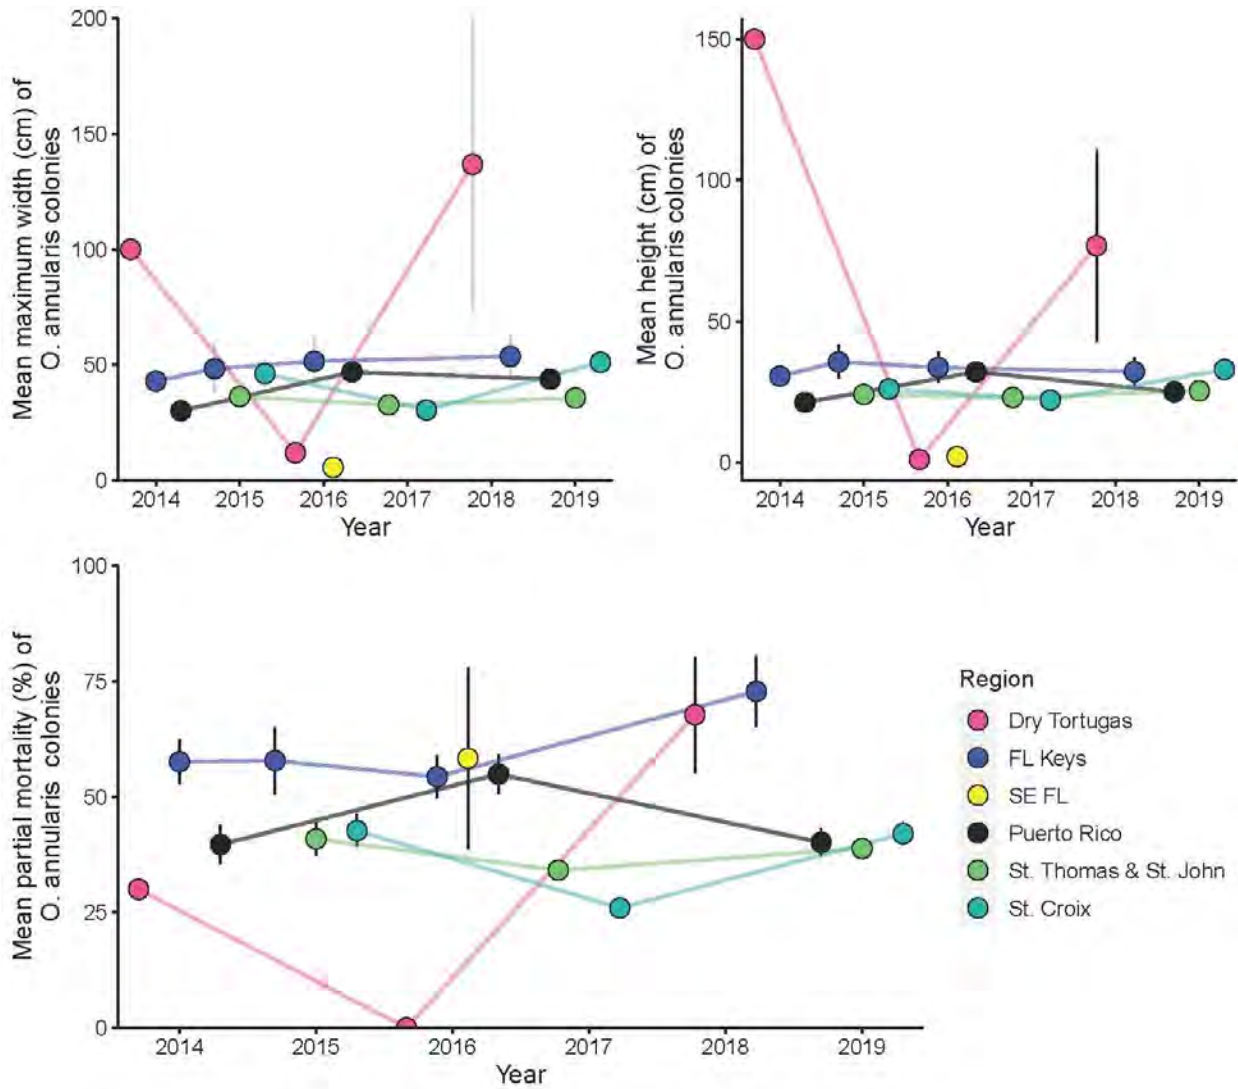 Mean maximum width (cm) of
O. annularis colonies
200
150
100
50
0
2014 2015 2016 2017 2018 2019
Year
Mean height (cm) of
O. annularis colonies
150
100
50
0
2014 2015 2016 2017 2018 2019
Year
Mean partial mortality (%) of
O. annularis colonies
100
75
50
25
0
2014 2015 2016 2017 2018 2019
Year
Region
Dry Tortugas
FL Keys
SE FL
Puerto Rico
St. Thomas & St. John
St. Croix